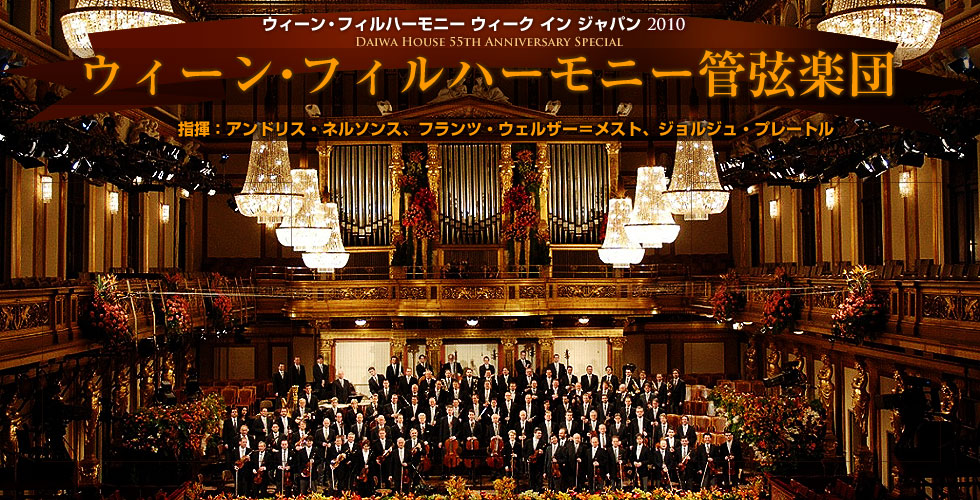 ウィーン・フィルハーモニー ウィーク イン ジャパン 2010
DAIWA HOUSE 55TH ANNIVERSARY SPECIAL
ウィーン・フィルハーモニー管弦楽団
指揮：アンドリス・ネルソンス、フランツ・ウェルザー＝メスト、ジョルジュ・プレートル